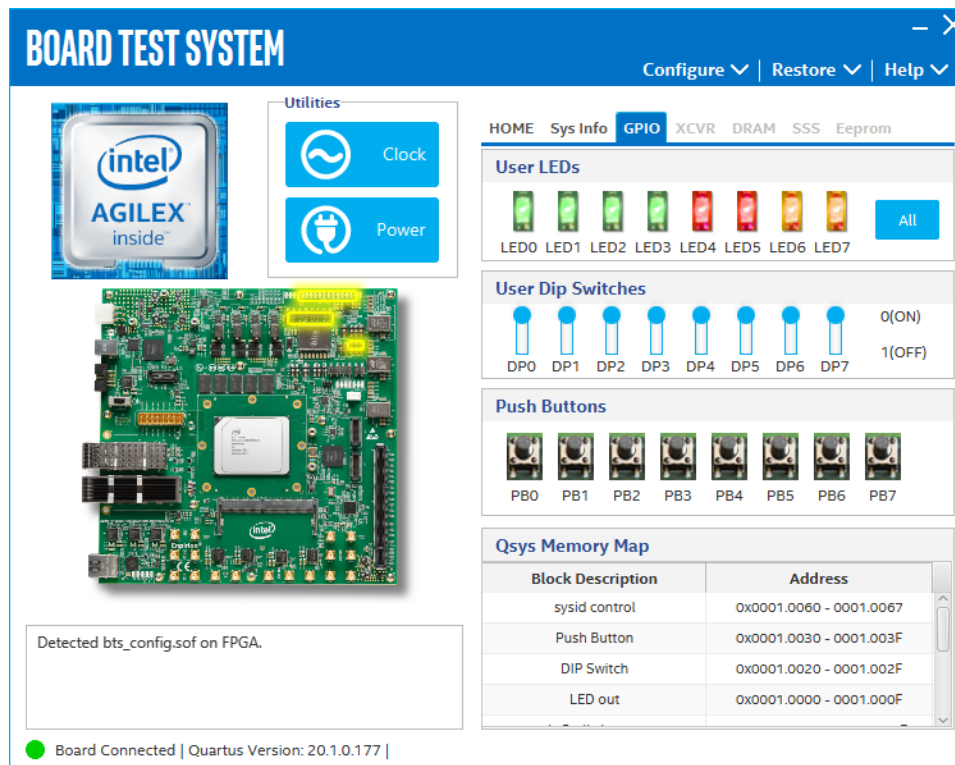 BOARD TEST SYSTEM
Configure | Restore | Help
intel
AGILEX™
inside™
Utilities
Clock
Power
HOME Sys Info GPIO XCVR DRAM SSS Eeprom
User LEDs
LED0 LED1 LED2 LED3 LED4 LED5 LED6 LED7
All
User Dip Switches
0(ON)
1(OFF)
DP0 DP1 DP2 DP3 DP4 DP5 DP6 DP7
Push Buttons
PB0 PB1 PB2 PB3 PB4 PB5 PB6 PB7
Qsys Memory Map
Block Description Address
sysid control 0x0001.0060 - 0001.0067
Push Button 0x0001.0030 - 0001.003F
DIP Switch 0x0001.0020 - 0001.002F
LED out 0x0001.0000 - 0001.000F
Enpirion
CE
intel
Detected bts_config.sof on FPGA.
Board Connected | Quartus Version: 20.1.0.177 |